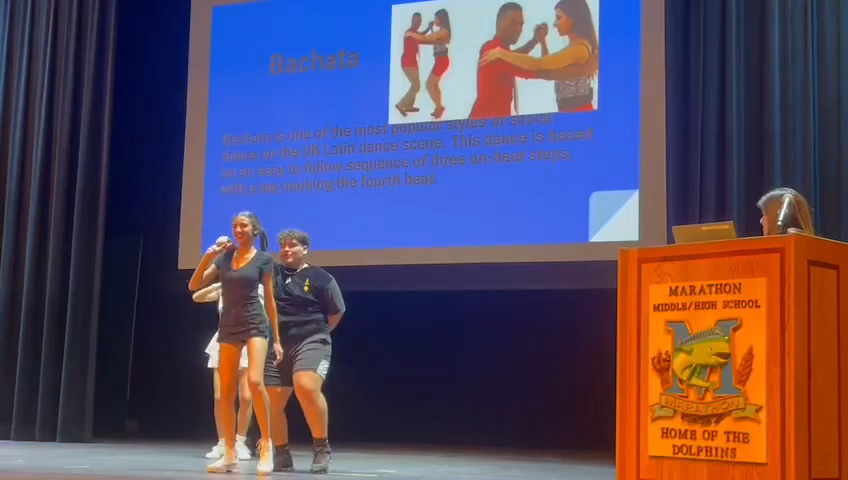 Bachata
Bachata is one of the most popular styles of social
dance in the UK Latin dance scene. This dance is based
on an easy to follow sequence of three on-beat steps,
with a tap marking the fourth beat.
MARATHON
MIDDLE/HIGH SCHOOL
M
MARATHON
HOME OF THE
DOLPHINS